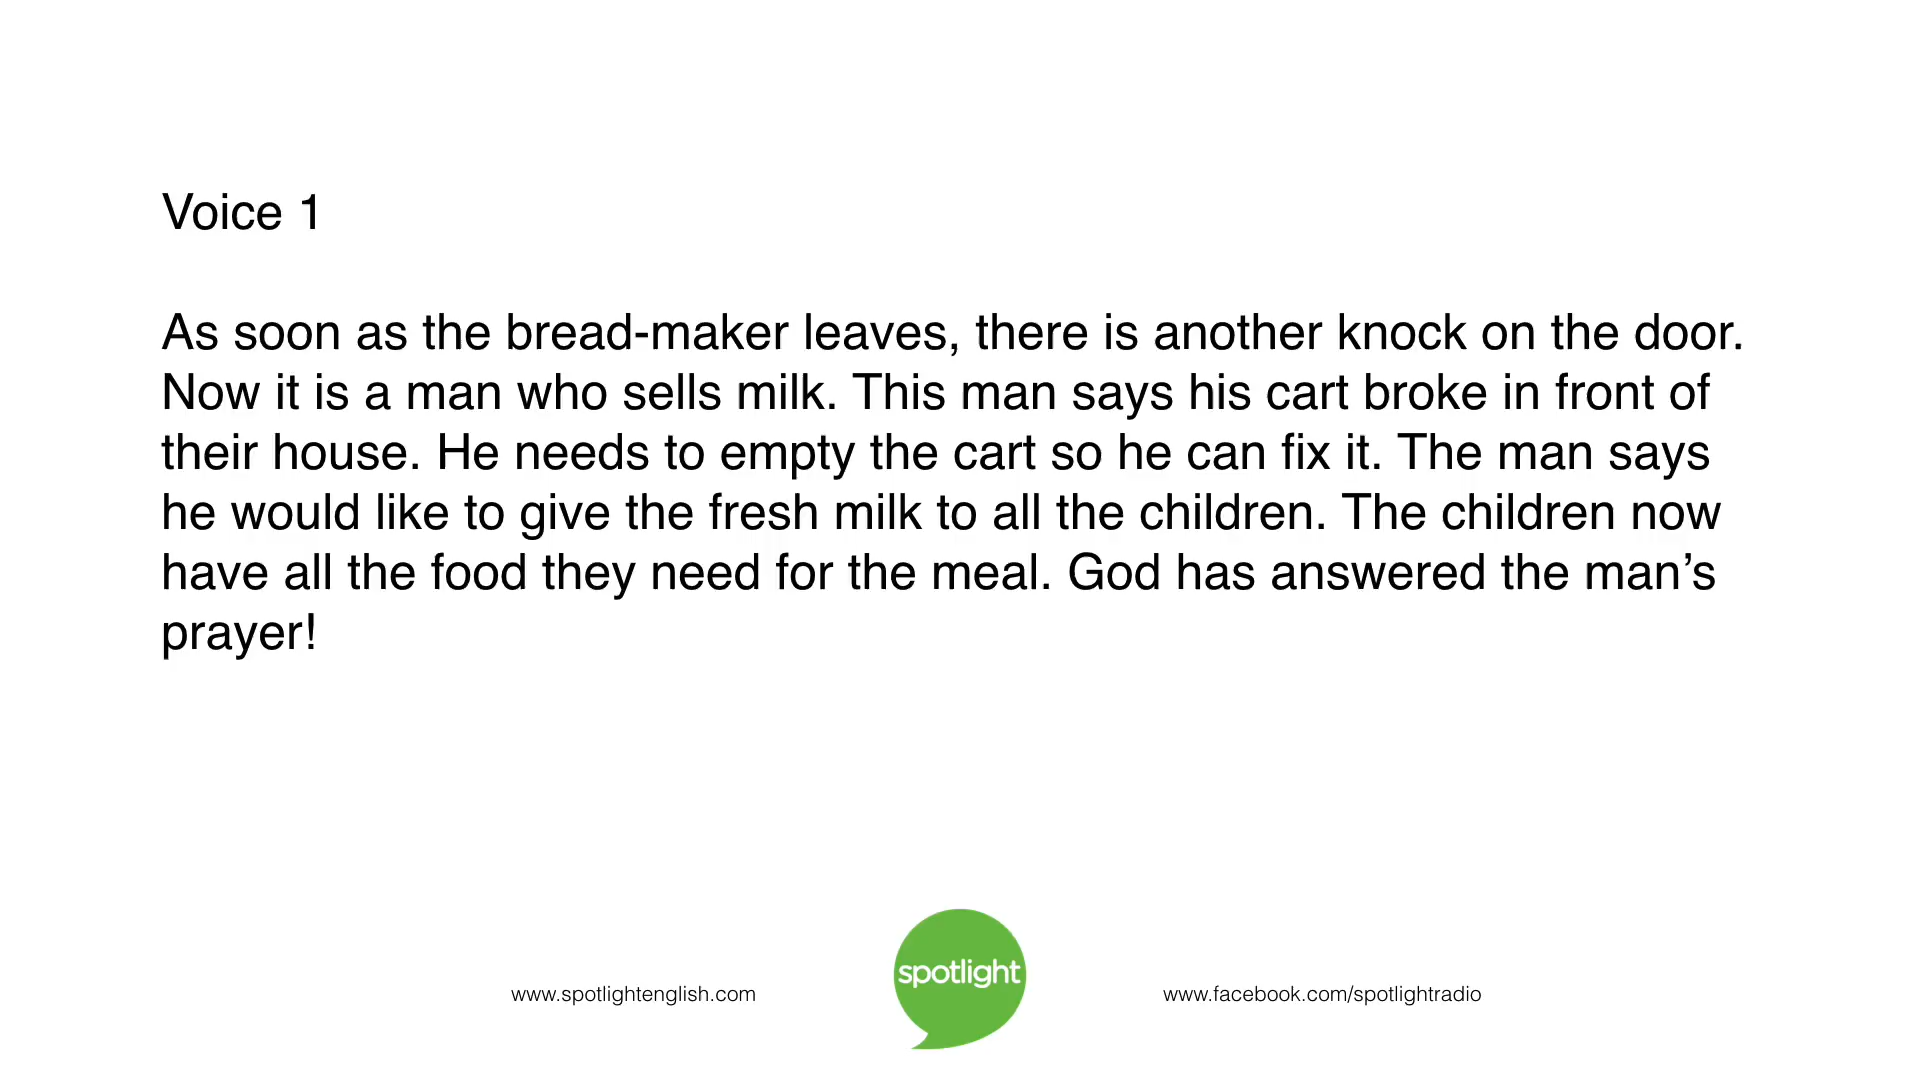 Voice 1
As soon as the bread-maker leaves, there is another knock on the door.
Now it is a man who sells milk. This man says his cart broke in front of
their house. He needs to empty the cart so he can fix it. The man says
he would like to give the fresh milk to all the children. The children now
have all the food they need for the meal. God has answered the man’s
prayer!
spotlight
www.spotlightenglish.com
www.facebook.com/spotlightradio